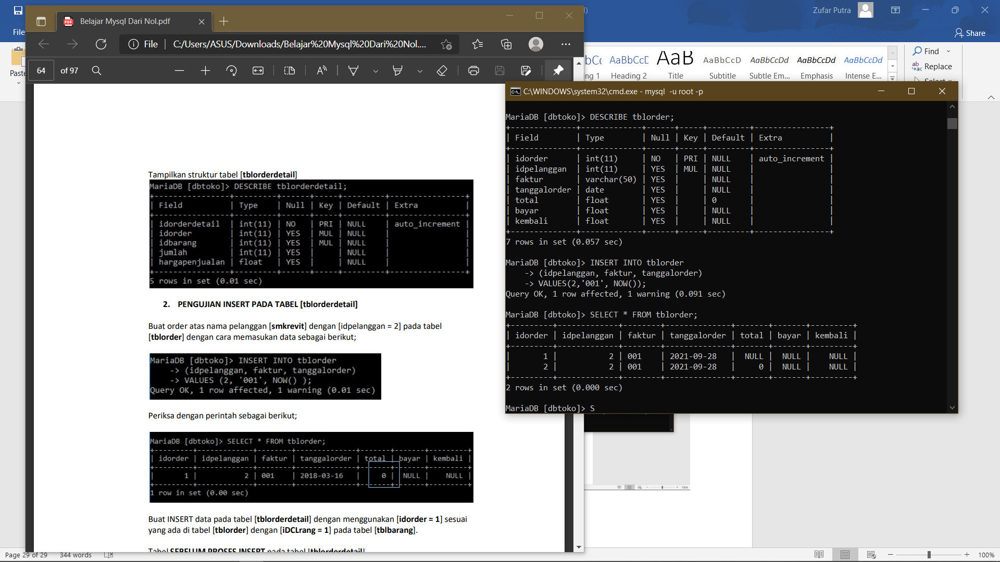 Belajar Mysql Dari Nol.pdf
File
C:/Users/ASUS/Downloads/Belajar%20Mysql%20Dari%20Nol....
64 of 97
Tampilkan struktur tabel [tblorderdetail]
MariaDB [dbtoko]> DESCRIBE tblorderdetail;
+---------------+---------+------+-----+---------+----------------+
| Field | Type | Null | Key | Default | Extra |
+---------------+---------+------+-----+---------+----------------+
| idorderdetail | int(11) | NO | PRI | NULL | auto_increment |
| idorder | int(11) | YES | MUL | NULL | |
| idbarang | int(11) | YES | MUL | NULL | |
| jumlah | int(11) | YES | | NULL | |
| hargapenjualan | float | YES | | NULL | |
+---------------+---------+------+-----+---------+----------------+
5 rows in set (0.01 sec)
2. PENGUJIAN INSERT PADA TABEL [tblorderdetail]
Buat order atas nama pelanggan [smkrevit] dengan [idpelanggan = 2] pada tabel
[tblorder] dengan cara memasukan data sebagai berikut;
MariaDB [dbtoko]> INSERT INTO tblorder
-> (idpelanggan, faktur, tanggalorder)
-> VALUES (2, '001', NOW() );
Query OK, 1 row affected, 1 warning (0.01 sec)
Periksa dengan perintah sebagai berikut;
MariaDB [dbtoko]> SELECT * FROM tblorder;
+---------+-------------+--------+--------------+-------+-------+---------+
| idorder | idpelanggan | faktur | tanggalorder | total | bayar | kembali |
+---------+-------------+--------+--------------+-------+-------+---------+
| 1 | 2 | 001 | 2018-03-16 | 0 | NULL | NULL |
+---------+-------------+--------+--------------+-------+-------+---------+
1 row in set (0.00 sec)
Buat INSERT data pada tabel [tblorderdetail] dengan menggunakan [idorder = 1] sesuai
yang ada di tabel [tblorder] dengan [iDCLrang = 1] pada tabel [tblbarang].
Tabel SEBELUM PROSES INSERT pada tabel [tblorderdetail]
File
Paste
Zufar Putra
Share
AaBbCcD
AaB
AaBbCcD
AaBbCcDd
AaBbCcDd
AaBbCcDd
ing 1
Heading 2
Title
Subtitle
Subtle Em...
Emphasis
Intense E...
Find
Replace
Select
C:\WINDOWS\system32\cmd.exe - mysql -u root -p
MariaDB [dbtoko]> DESCRIBE tblorder;
+--------------+-------------+------+-----+---------+----------------+
| Field | Type | Null | Key | Default | Extra |
+--------------+-------------+------+-----+---------+----------------+
| idorder | int(11) | NO | PRI | NULL | auto_increment |
| idpelanggan | int(11) | YES | MUL | NULL | |
| faktur | varchar(50) | YES | | NULL | |
| tanggalorder | date | YES | | NULL | |
| total | float | YES | | 0 | |
| bayar | float | YES | | NULL | |
| kembali | float | YES | | NULL | |
+--------------+-------------+------+-----+---------+----------------+
7 rows in set (0.057 sec)
MariaDB [dbtoko]> INSERT INTO tblorder
-> (idpelanggan, faktur, tanggalorder)
-> VALUES(2,'001', NOW());
Query OK, 1 row affected, 1 warning (0.091 sec)
MariaDB [dbtoko]> SELECT * FROM tblorder;
+---------+-------------+--------+--------------+-------+-------+---------+
| idorder | idpelanggan | faktur | tanggalorder | total | bayar | kembali |
+---------+-------------+--------+--------------+-------+-------+---------+
| 1 | 2 | 001 | 2021-09-28 | NULL | NULL | NULL |
| 2 | 2 | 001 | 2021-09-28 | 0 | NULL | NULL |
+---------+-------------+--------+--------------+-------+-------+---------+
2 rows in set (0.000 sec)
MariaDB [dbtoko]> S
Page 29 of 29
344 words
100%